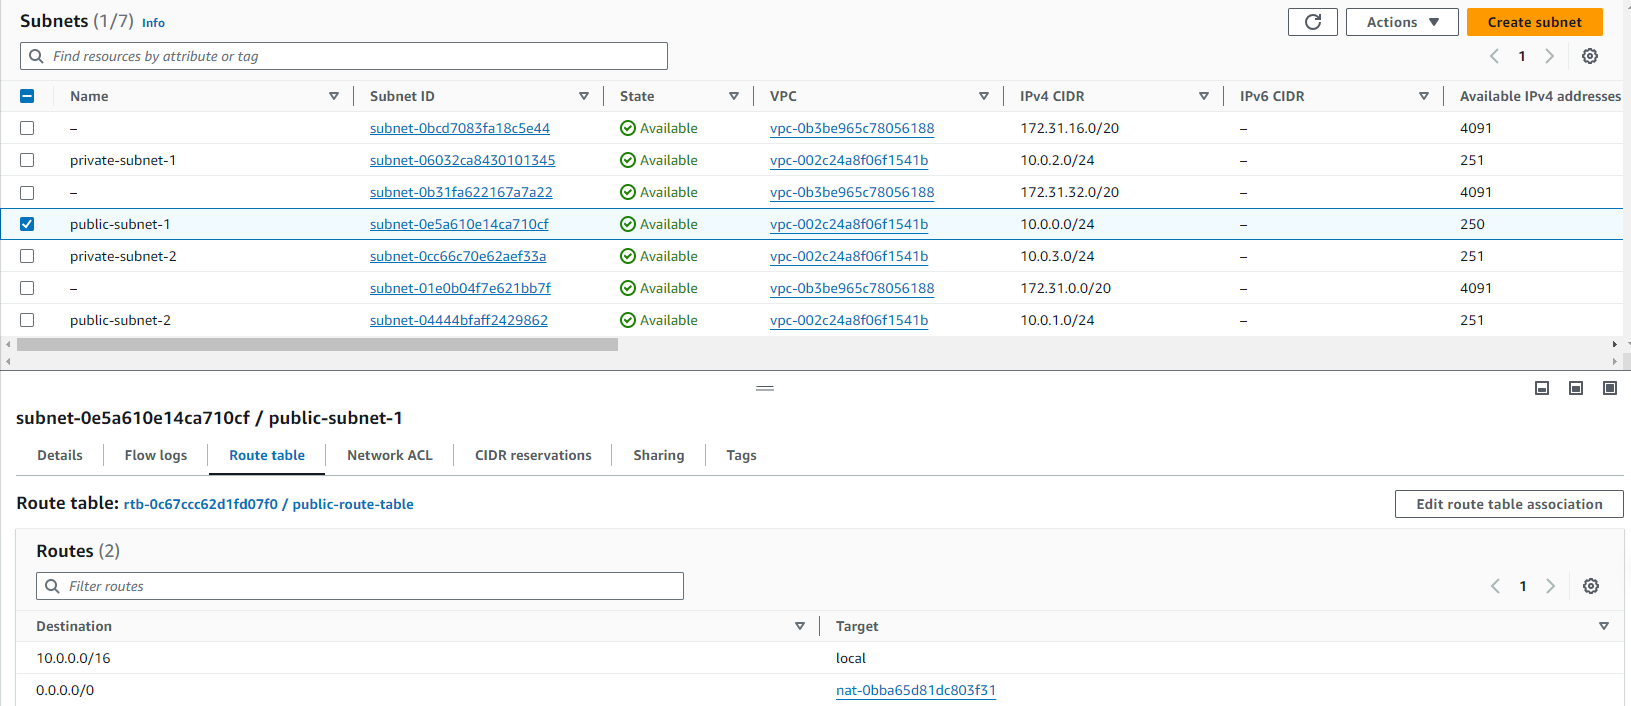 Subnets (1/7) Info
Actions
Create subnet
Find resources by attribute or tag
1
Name Subnet ID State VPC IPv4 CIDR IPv6 CIDR Available IPv4 addresses
– subnet-0bcd7083fa18c5e44 Available vpc-0b3be965c78056188 172.31.16.0/20 – 4091
private-subnet-1 subnet-06032ca8430101345 Available vpc-002c24a8f06f1541b 10.0.2.0/24 – 251
– subnet-0b31fa622167a7a22 Available vpc-0b3be965c78056188 172.31.32.0/20 – 4091
public-subnet-1 subnet-0e5a610e14ca710cf Available vpc-002c24a8f06f1541b 10.0.0.0/24 – 250
private-subnet-2 subnet-0cc66c70e62aef33a Available vpc-002c24a8f06f1541b 10.0.3.0/24 – 251
– subnet-01e0b04f7e621bb7f Available vpc-0b3be965c78056188 172.31.0.0/20 – 4091
public-subnet-2 subnet-04444bfaff2429862 Available vpc-002c24a8f06f1541b 10.0.1.0/24 – 251
subnet-0e5a610e14ca710cf / public-subnet-1
Details Flow logs Route table Network ACL CIDR reservations Sharing Tags
Route table: rtb-0c67ccc62d1fd07f0 / public-route-table
Edit route table association
Routes (2)
Filter routes
1
Destination Target
10.0.0.0/16 local
0.0.0.0/0 nat-0bba65d81dc803f31